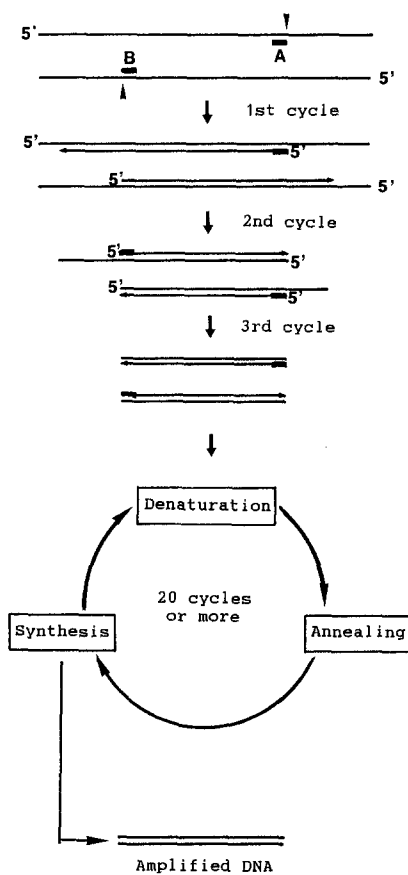 5'
A
B
5'
1st cycle
5'
5'
5'
5'
2nd cycle
5'
5'
5'
5'
3rd cycle
Denaturation
20 cycles
or more
Synthesis
Annealing
Amplified DNA